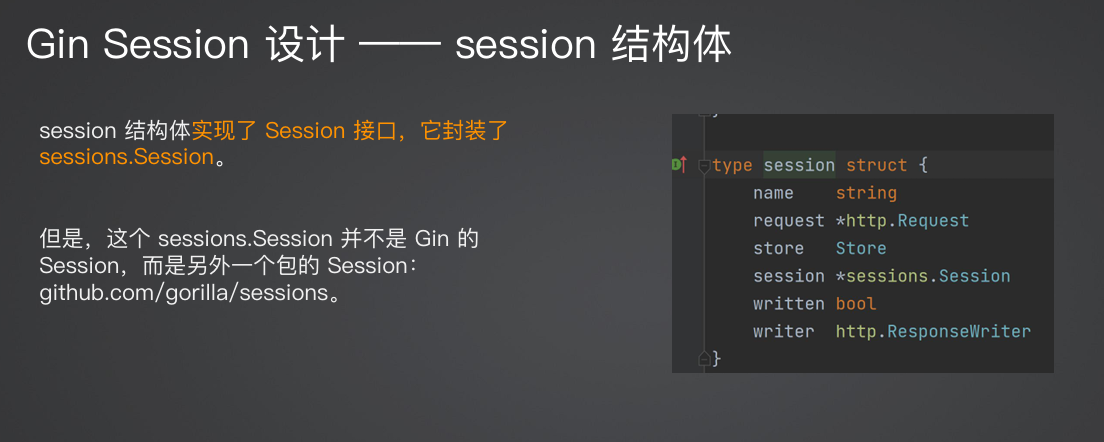 Gin Session 设计 —— session 结构体
session 结构体实现了 Session 接口，它封装了
sessions.Session。
但是，这个 sessions.Session 并不是 Gin 的
Session，而是另外一个包的 Session：
github.com/gorilla/sessions。
}
type session struct {
name    string
request *http.Request
store   Store
session *sessions.Session
written bool
writer  http.ResponseWriter
}